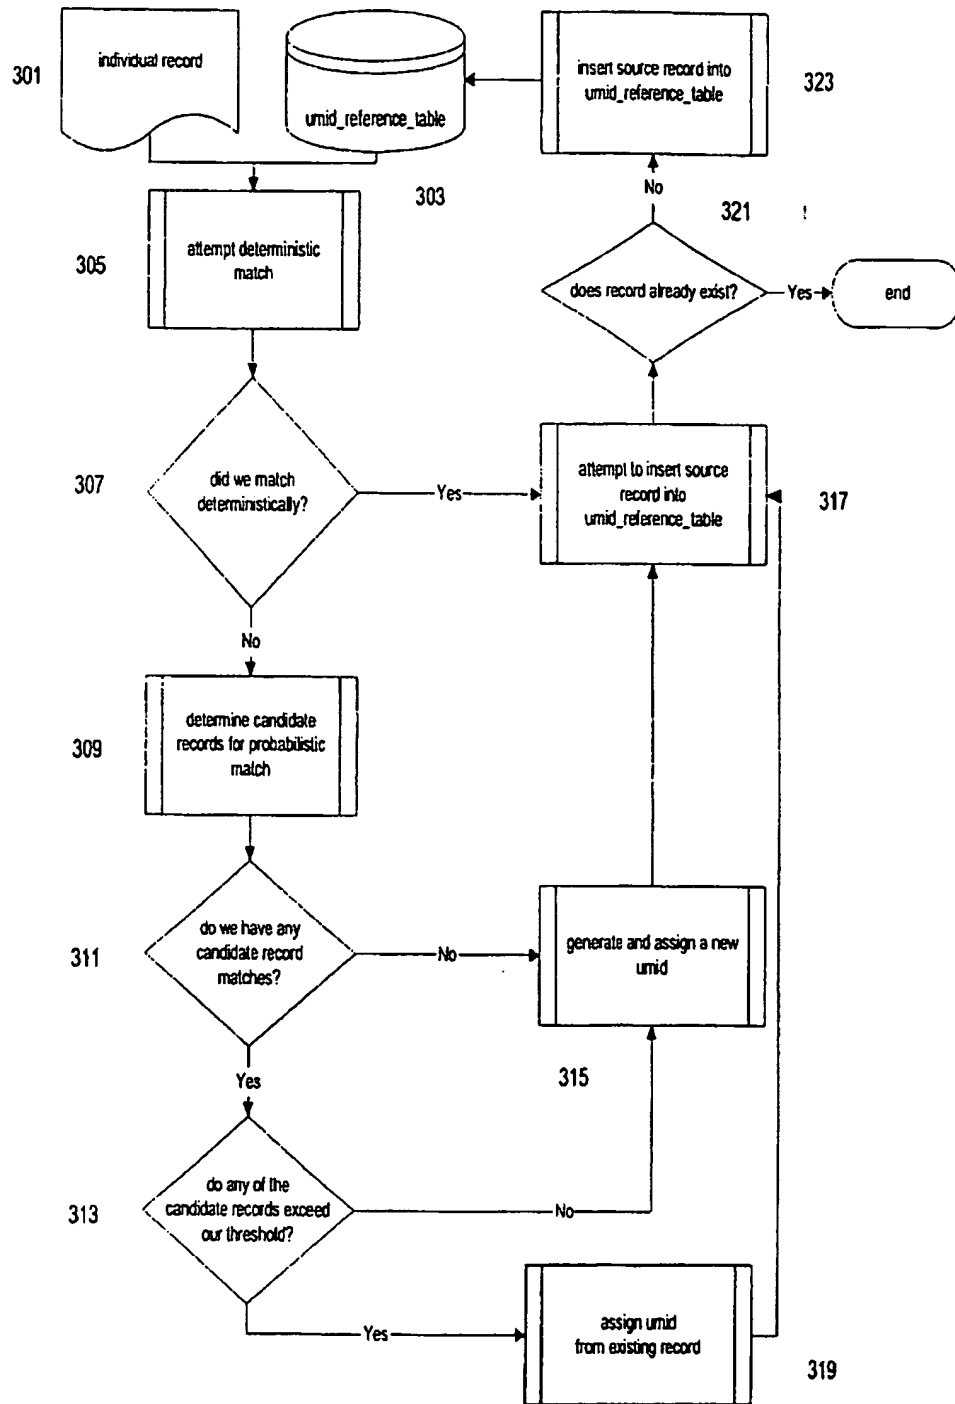 301
individual record
umid_reference_table
insert source record into
umid_reference_table
323
303
No
321
305
attempt deterministic
match
does record already exist?
Yes
end
307
did we match
deterministically?
Yes
attempt to insert source
record into
umid_reference_table
317
No
309
determine candidate
records for probabilistic
match
311
do we have any
candidate record
matches?
No
generate and assign a new
umid
315
Yes
313
do any of the
candidate records exceed
our threshold?
No
Yes
assign umid
from existing record
319